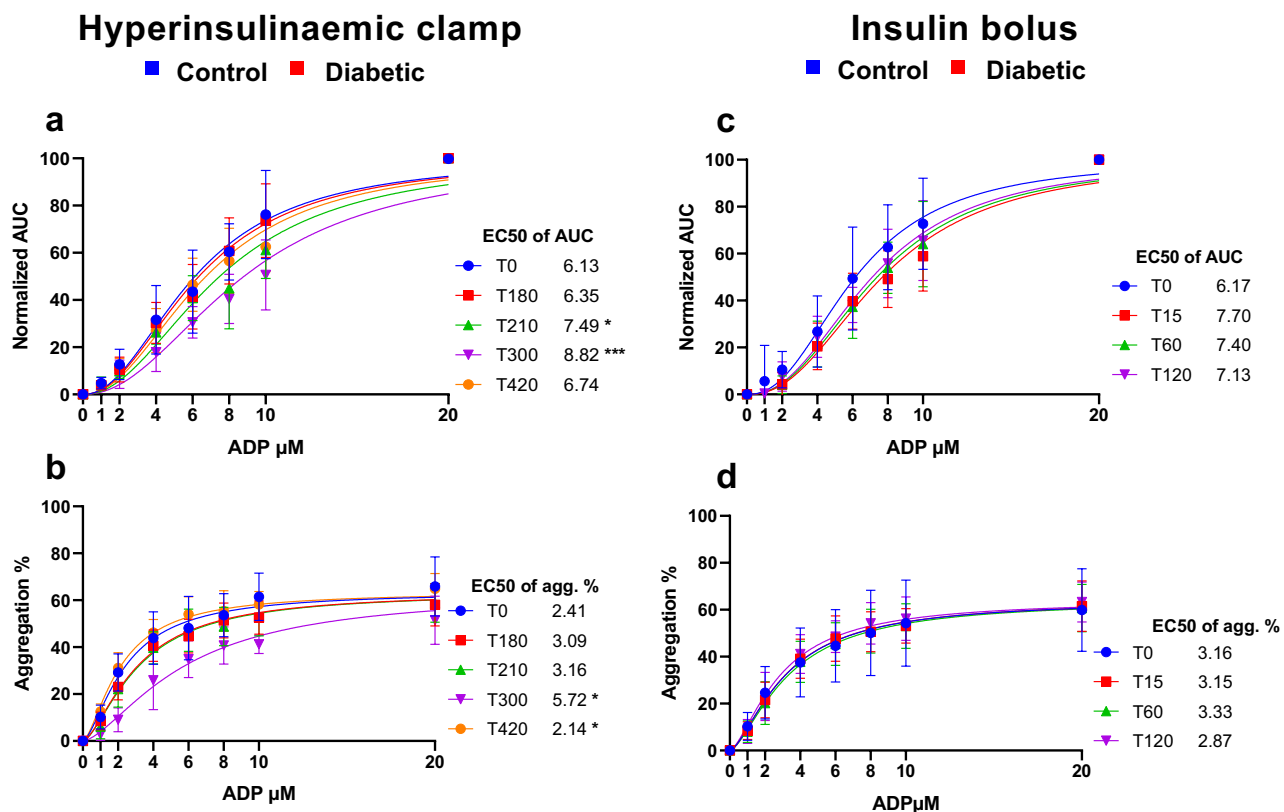 Hyperinsulinaemic clamp
Control Diabetic
Insulin bolus
Control Diabetic
a
Normalized AUC
100
80
60
40
20
0
0 1 2 4 6 8 10 20
ADP µM
EC50 of AUC
T0 6.13
T180 6.35
T210 7.49 *
T300 8.82 ***
T420 6.74
c
Normalized AUC
100
80
60
40
20
0
0 1 2 4 6 8 10 20
ADP µM
EC50 of AUC
T0 6.17
T15 7.70
T60 7.40
T120 7.13
b
Aggregation %
100
80
60
40
20
0
0 1 2 4 6 8 10 20
ADP µM
EC50 of agg. %
T0 2.41
T180 3.09
T210 3.16
T300 5.72 *
T420 2.14 *
d
Aggregation %
100
80
60
40
20
0
0 1 2 4 6 8 10 20
ADPµM
EC50 of agg. %
T0 3.16
T15 3.15
T60 3.33
T120 2.87